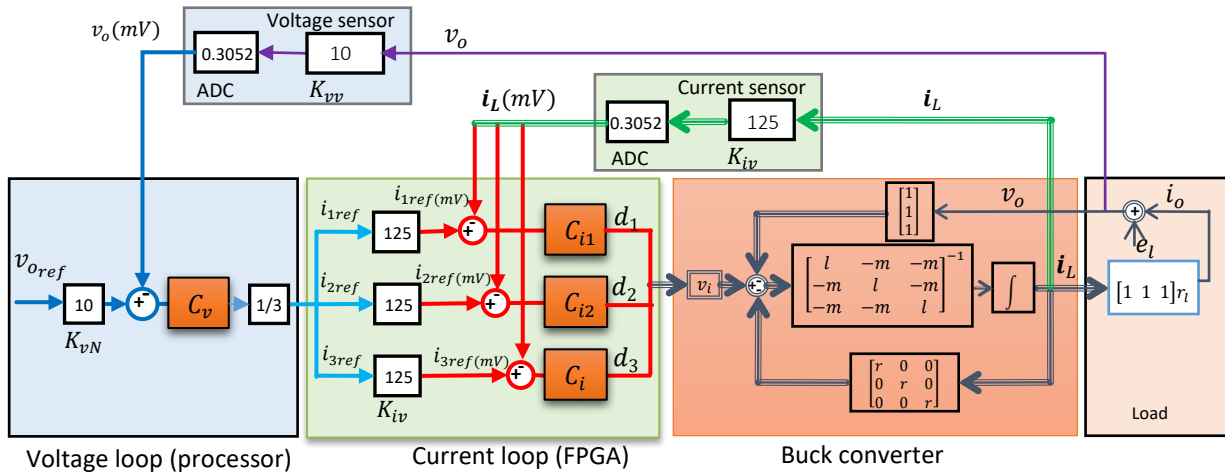 Voltage sensor
v_o(mV)
0.3052
10
v_o
ADC
K_vv
Current sensor
i_L(mV)
0.3052
125
i_L
ADC
K_iv
i_1ref
i_1ref(mV)
125
+-
C_i1
d_1
[1 1 1]
v_o
+
i_o
e_l
v_oref
10
K_vN
+-
C_v
1/3
i_2ref
i_2ref(mV)
125
+-
C_i2
d_2
v_i
+--
[l -m -m
-m l -m
-m -m l]^-1
∫
i_L
[1 1 1]r_l
i_3ref
i_3ref(mV)
125
K_iv
+-
C_i
d_3
[r 0 0
0 r 0
0 0 r]
Load
Voltage loop (processor)
Current loop (FPGA)
Buck converter